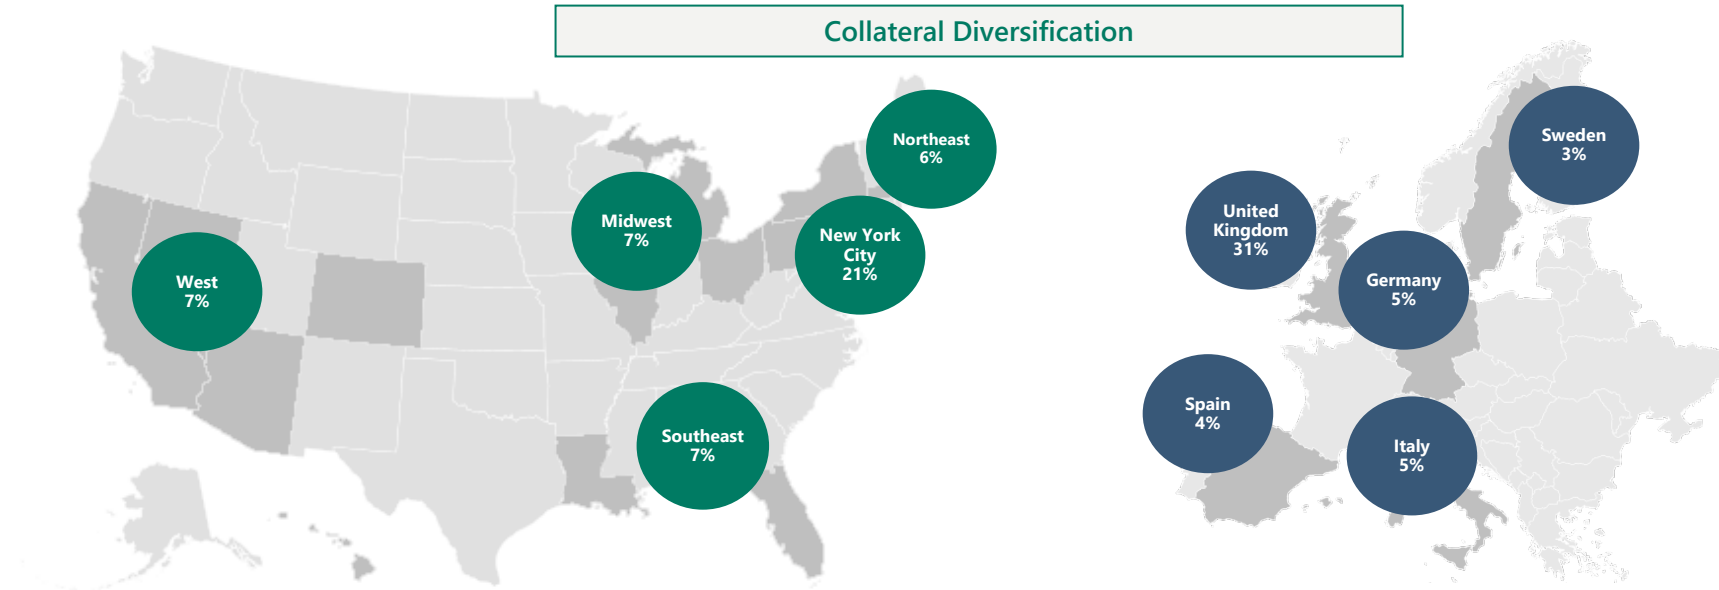 Collateral Diversification
Northeast
6%
Midwest
7%
New York
City
21%
West
7%
Southeast
7%
Sweden
3%
United
Kingdom
31%
Germany
5%
Spain
4%
Italy
5%